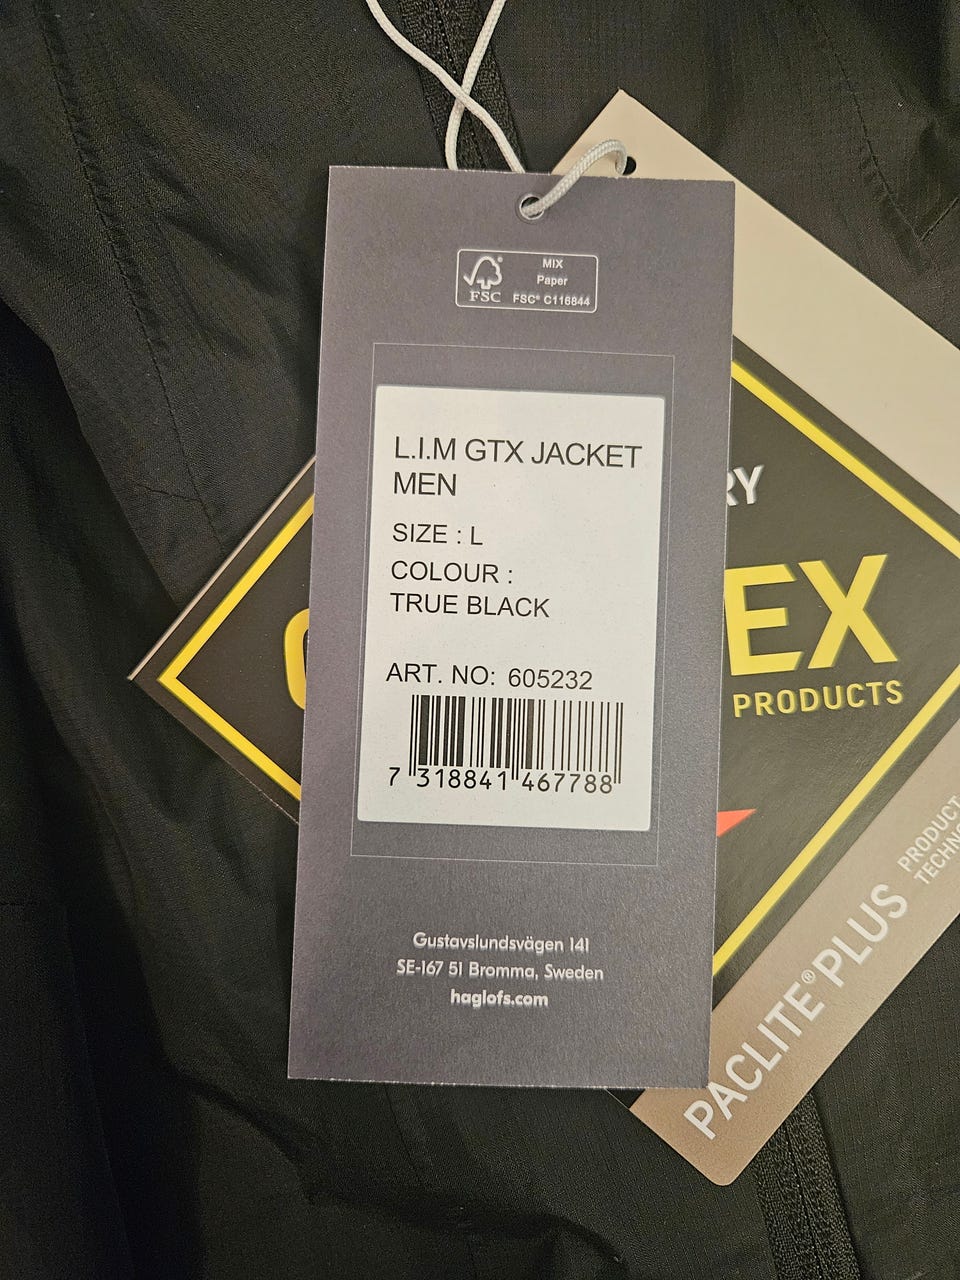 MIX
Paper
FSC
FSC® C116844
L.I.M GTX JACKET
MEN
SIZE : L
COLOUR :
TRUE BLACK
ART. NO: 605232
7 318841 467788
Gustavslundsvägen 141
SE-167 51 Bromma, Sweden
haglofs.com
RY
EX
PRODUCTS
PACLITE® PLUS
PRODUCT